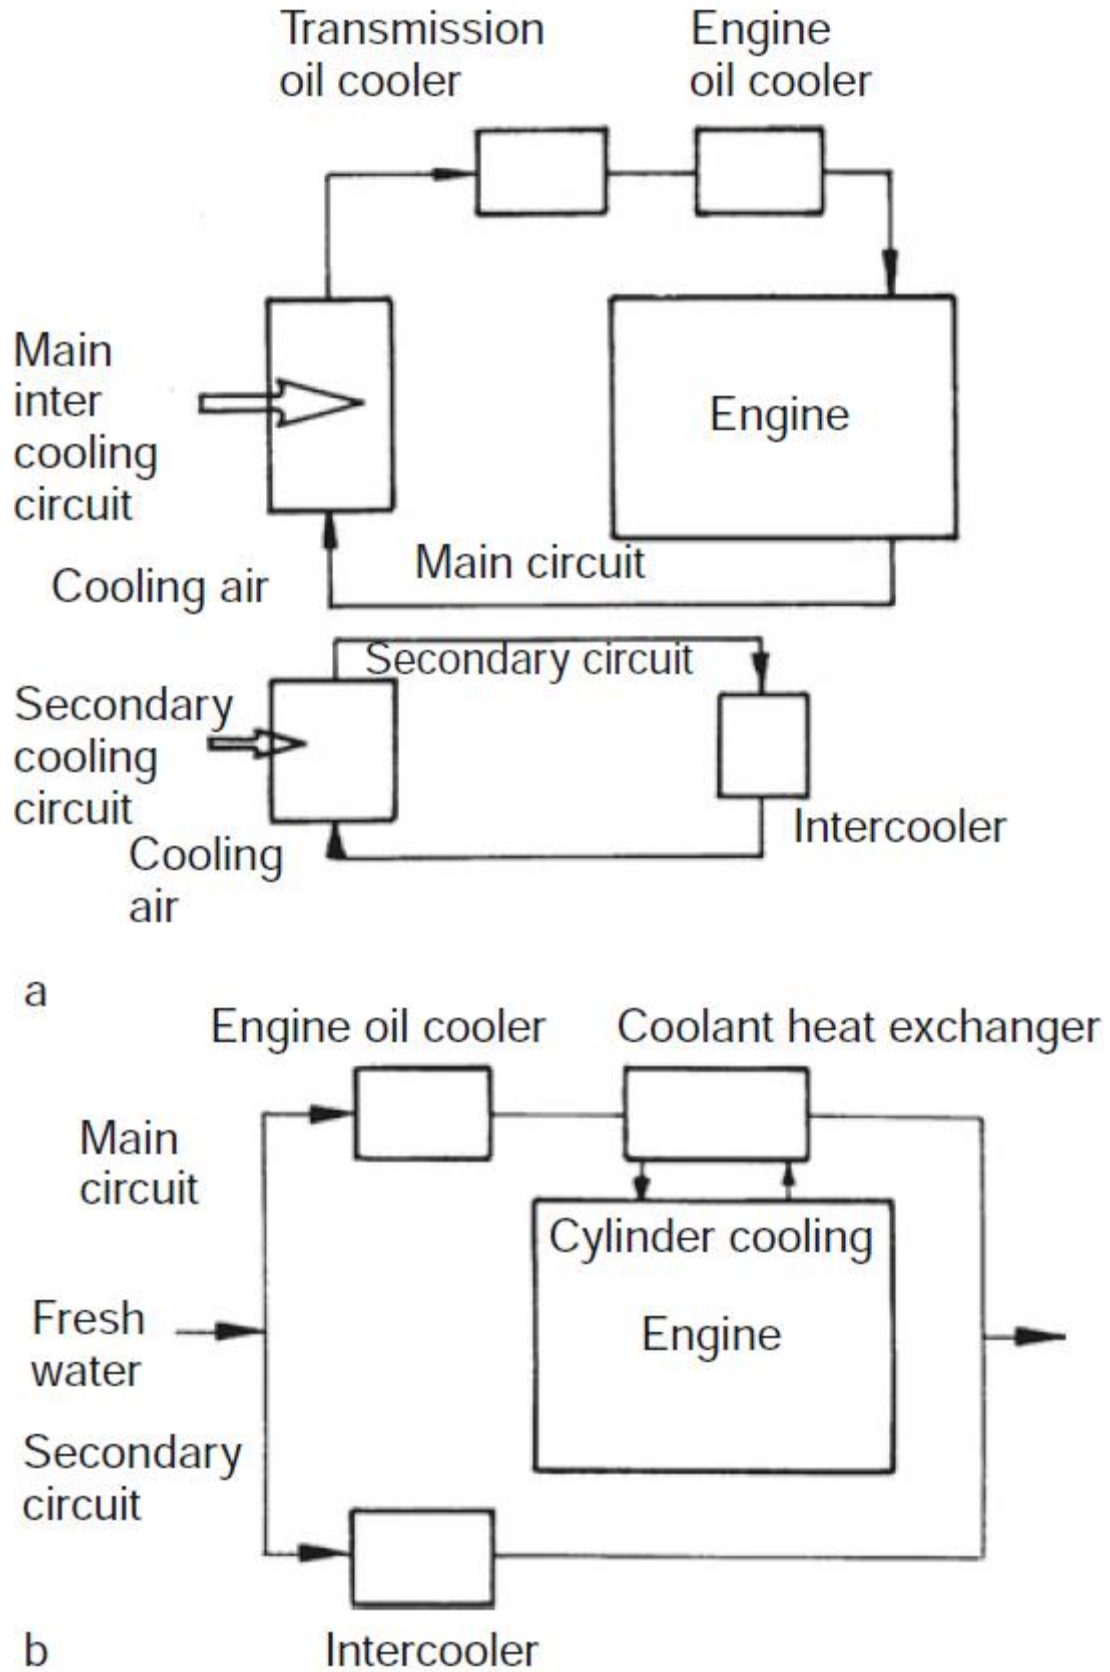 Transmission
oil cooler
Engine
oil cooler
Main
inter
cooling
circuit
Engine
Cooling air
Main circuit
Secondary circuit
Secondary
cooling
circuit
Cooling
air
Intercooler
a
Engine oil cooler
Coolant heat exchanger
Main
circuit
Cylinder cooling
Engine
Fresh
water
Secondary
circuit
b
Intercooler